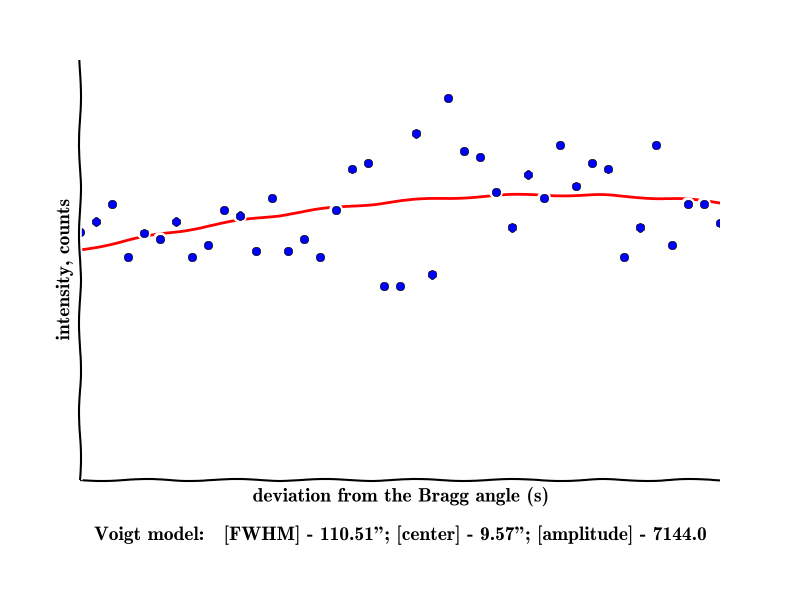 intensity, counts
deviation from the Bragg angle (s)
Voigt model: [FWHM] - 110.51”; [center] - 9.57”; [amplitude] - 7144.0